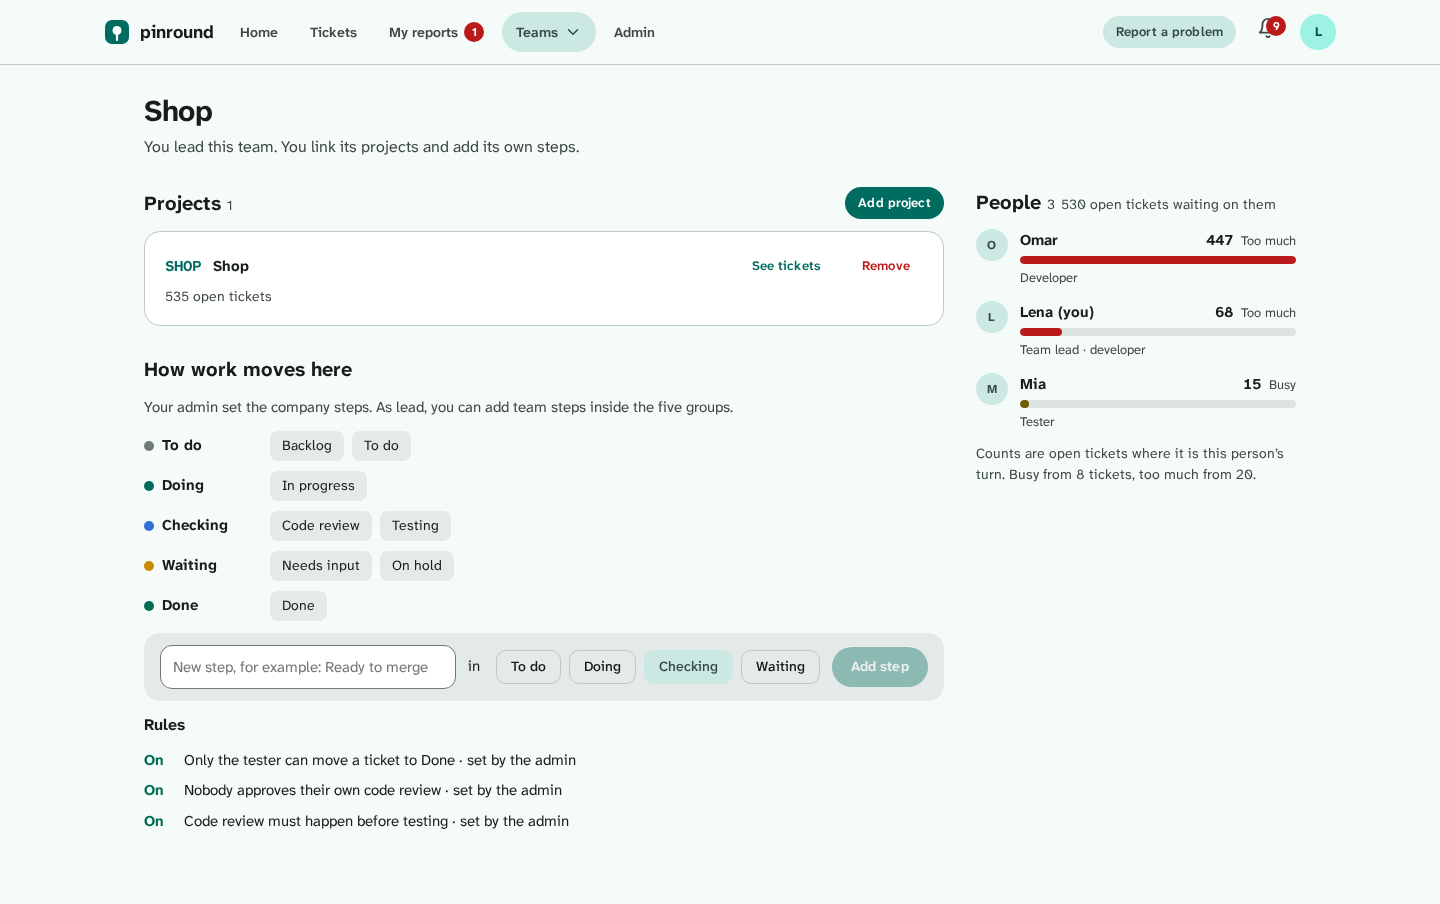 pinround
Home
Tickets
My reports 1
Teams
Admin
Report a problem
9
L
Shop
You lead this team. You link its projects and add its own steps.
Projects 1
Add project
SHOP Shop
See tickets
Remove
535 open tickets
How work moves here
Your admin set the company steps. As lead, you can add team steps inside the five groups.
To do Backlog To do
Doing In progress
Checking Code review Testing
Waiting Needs input On hold
Done Done
New step, for example: Ready to merge in To do Doing Checking Waiting Add step
Rules
On Only the tester can move a ticket to Done · set by the admin
On Nobody approves their own code review · set by the admin
On Code review must happen before testing · set by the admin
People 3 530 open tickets waiting on them
O Omar 447 Too much
Developer
L Lena (you) 68 Too much
Team lead · developer
M Mia 15 Busy
Tester
Counts are open tickets where it is this person's
turn. Busy from 8 tickets, too much from 20.